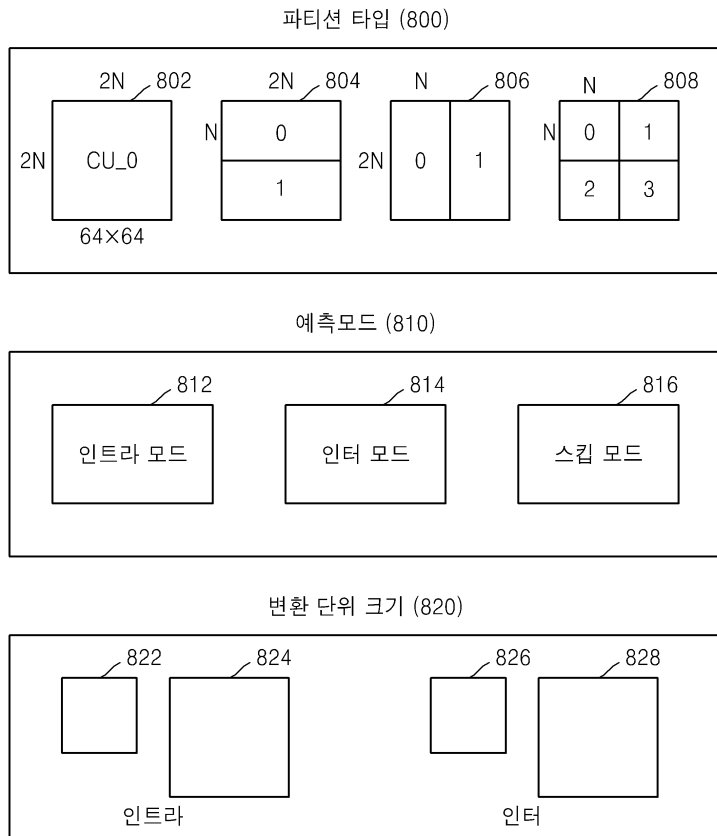 파티션 타입 (800)
2N 802 2N 804 N 806 N 808
2N CU_0 N 0 2N 0 1 N 0 1
1 2 3
64×64
예측모드 (810)
812 814 816
인트라 모드 인터 모드 스킵 모드
변환 단위 크기 (820)
822 824 826 828
인트라 인터